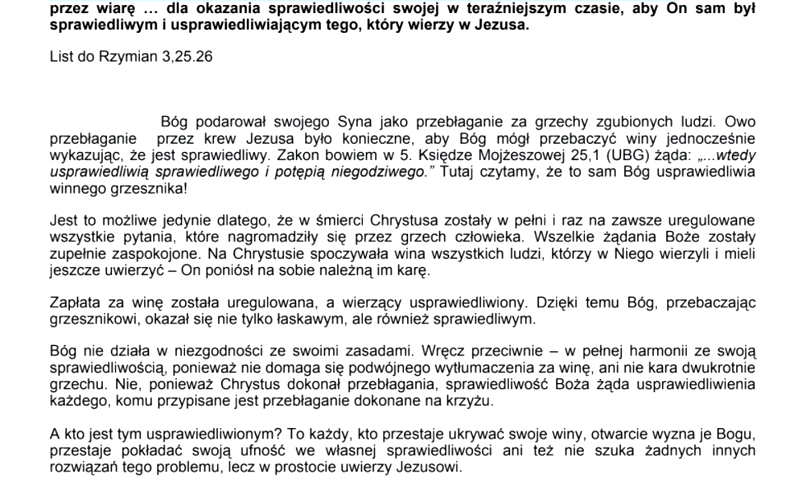 przez wiarę … dla okazania sprawiedliwości swojej w teraźniejszym czasie, aby On sam był
sprawiedliwym i usprawiedliwiającym tego, który wierzy w Jezusa.
List do Rzymian 3,25.26
Bóg podarował swojego Syna jako przebłaganie za grzechy zgubionych ludzi. Owo
przebłaganie przez krew Jezusa było konieczne, aby Bóg mógł przebaczyć winy jednocześnie
wykazując, że jest sprawiedliwy. Zakon bowiem w 5. Księdze Mojżeszowej 25,1 (UBG) żąda: „...wtedy
usprawiedliwią sprawiedliwego i potępią niegodziwego.” Tutaj czytamy, że to sam Bóg usprawiedliwia
winnego grzesznika!
Jest to możliwe jedynie dlatego, że w śmierci Chrystusa zostały w pełni i raz na zawsze uregulowane
wszystkie pytania, które nagromadziły się przez grzech człowieka. Wszelkie żądania Boże zostały
zupełnie zaspokojone. Na Chrystusie spoczywała wina wszystkich ludzi, którzy w Niego wierzyli i mieli
jeszcze uwierzyć – On poniósł na sobie należną im karę.
Zapłata za winę została uregulowana, a wierzący usprawiedliwiony. Dzięki temu Bóg, przebaczając
grzesznikowi, okazał się nie tylko łaskawym, ale również sprawiedliwym.
Bóg nie działa w niezgodności ze swoimi zasadami. Wręcz przeciwnie – w pełnej harmonii ze swoją
sprawiedliwością, ponieważ nie domaga się podwójnego wytłumaczenia za winę, ani nie kara dwukrotnie
grzechu. Nie, ponieważ Chrystus dokonał przebłagania, sprawiedliwość Boża żąda usprawiedliwienia
każdego, komu przypisane jest przebłaganie dokonane na krzyżu.
A kto jest tym usprawiedliwionym? To każdy, kto przestaje ukrywać swoje winy, otwarcie wyzna je Bogu,
przestaje pokładać swoją ufność we własnej sprawiedliwości ani też nie szuka żadnych innych
rozwiązań tego problemu, lecz w prostocie uwierzy Jezusowi.